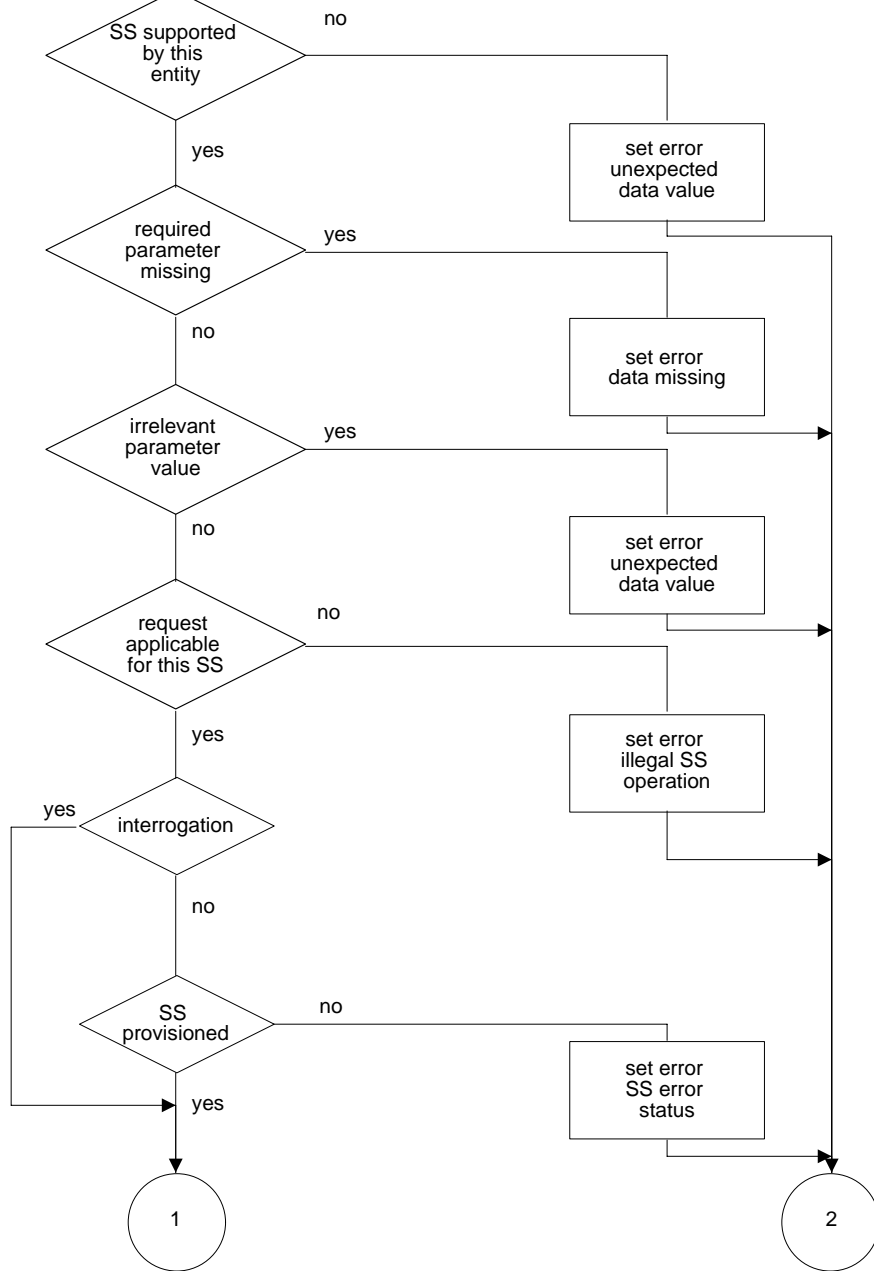 SS supported
by this
entity
no
yes
set error
unexpected
data value
required
parameter
missing
yes
no
set error
data missing
irrelevant
parameter
value
yes
no
set error
unexpected
data value
request
applicable
for this SS
no
yes
set error
illegal SS
operation
yes
interrogation
no
SS
provisioned
no
yes
set error
SS error
status
1
2